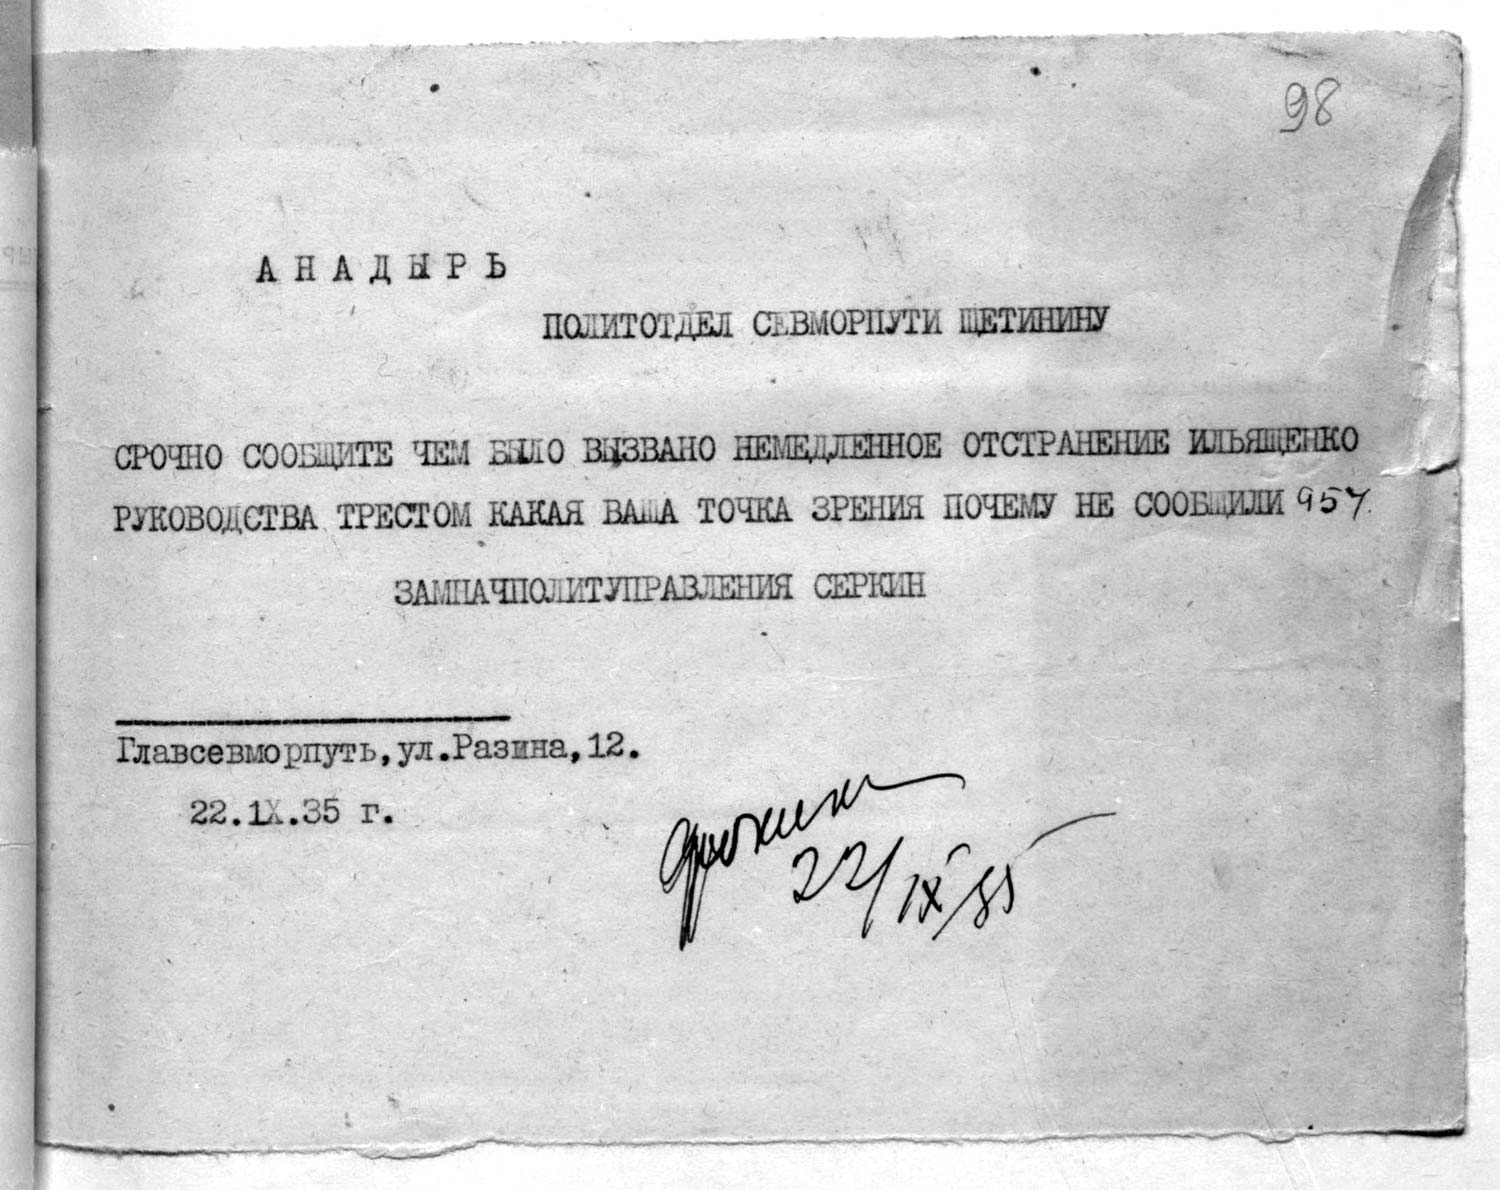 98
АНАДЫРЬ
ПОЛИТОТДЕЛ СЕВМОРПУТИ ЩЕТИНИНУ
СРОЧНО СООБЩИТЕ ЧЕМ БЫЛО ВЫЗВАНО НЕМЕДЛЕННОЕ ОТСТРАНЕНИЕ ИЛЬЯЩЕНКО
РУКОВОДСТВА ТРЕСТОМ КАКАЯ ВАША ТОЧКА ЗРЕНИЯ ПОЧЕМУ НЕ СООБЩИЛИ 957.
ЗАМНАЧПОЛИТУПРАВЛЕНИЯ СЕРКИН
Главсевморпуть,ул.Разина,12.
22.IX.35 г.
22/IX/35